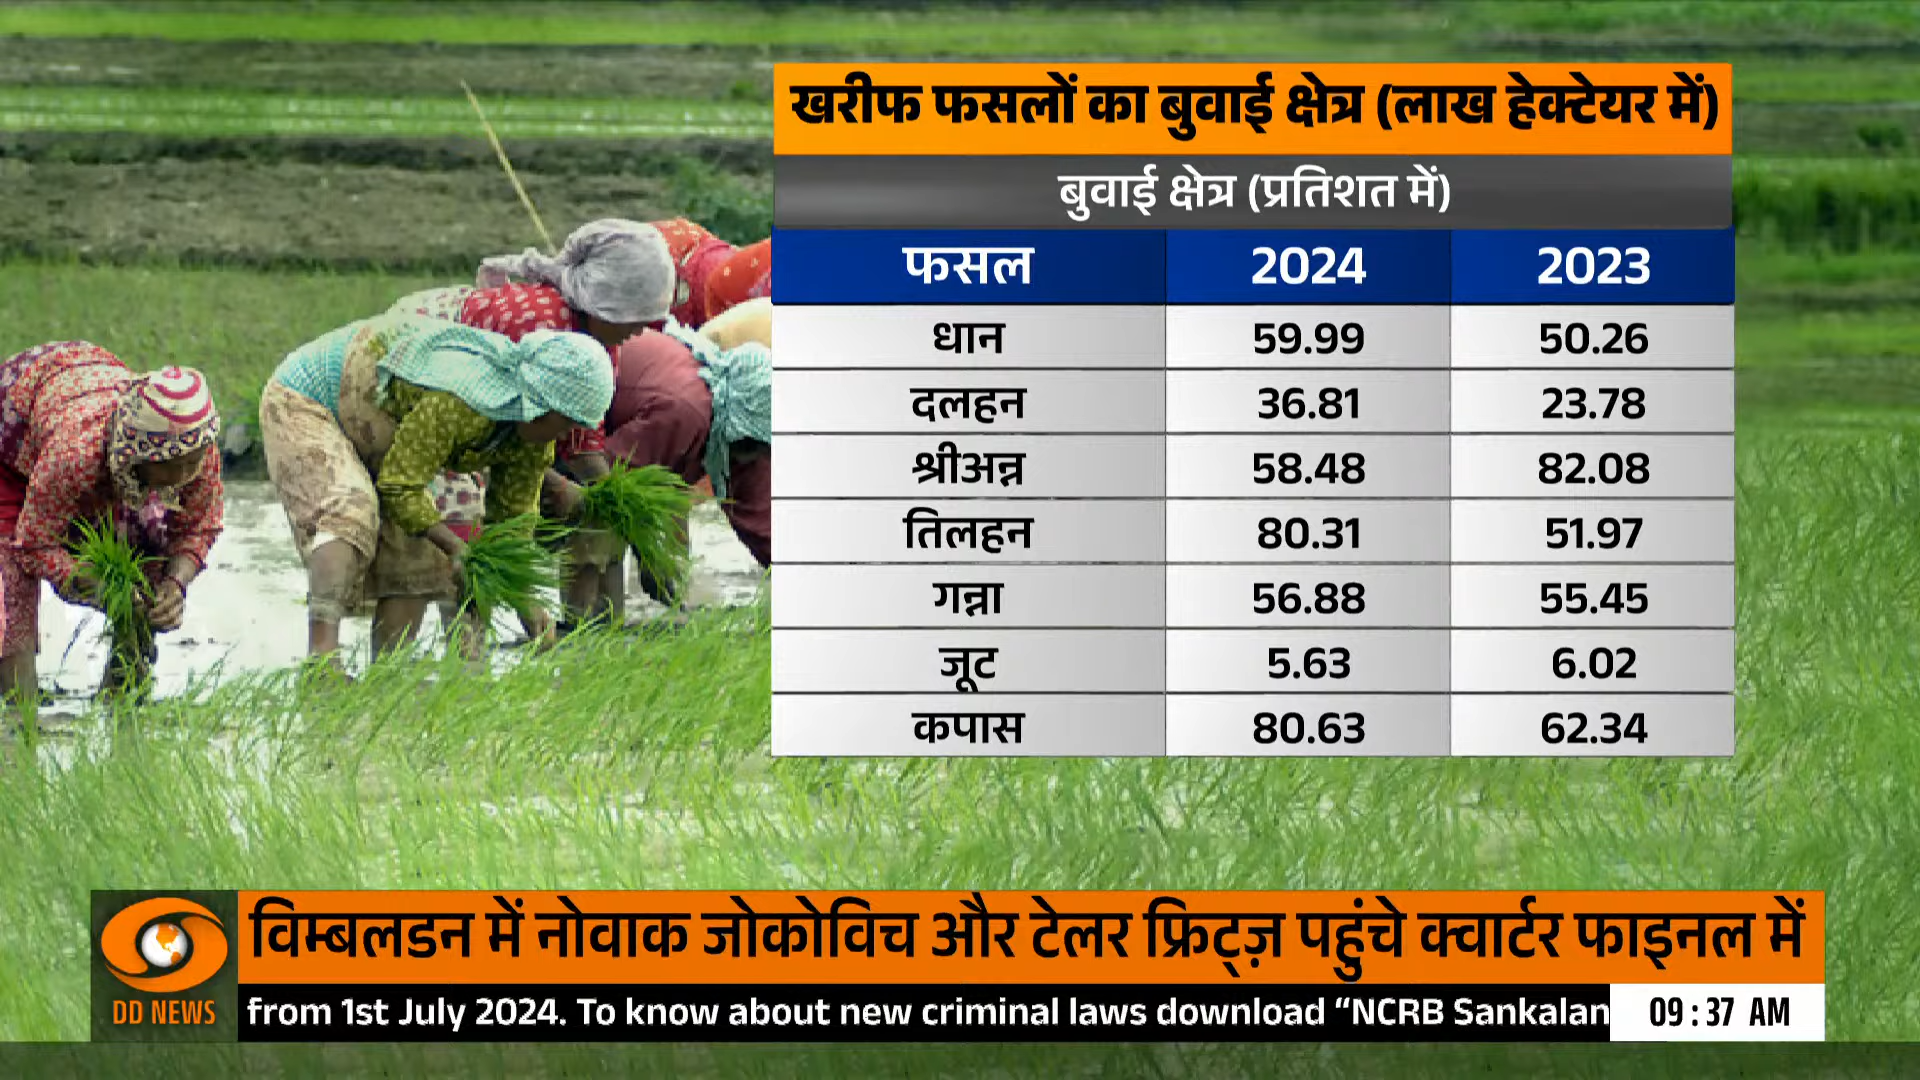 खरीफ फसलों का बुवाई क्षेत्र (लाख हेक्टेयर में)
बुवाई क्षेत्र (प्रतिशत में)
फसल 2024 2023
धान 59.99 50.26
दलहन 36.81 23.78
श्रीअन्न 58.48 82.08
तिलहन 80.31 51.97
गन्ना 56.88 55.45
जूट 5.63 6.02
कपास 80.63 62.34
विम्बलडन में नोवाक जोकोविच और टेलर फ्रिट्ज़ पहुंचे क्वार्टर फाइनल में
DD NEWS
from 1st July 2024. To know about new criminal laws download “NCRB Sankalan
09:37 AM